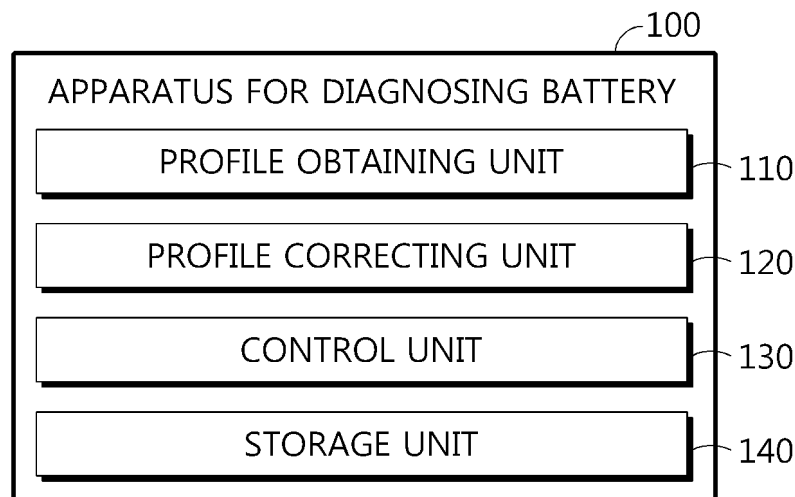 100
APPARATUS FOR DIAGNOSING BATTERY
PROFILE OBTAINING UNIT
110
PROFILE CORRECTING UNIT
120
CONTROL UNIT
130
STORAGE UNIT
140